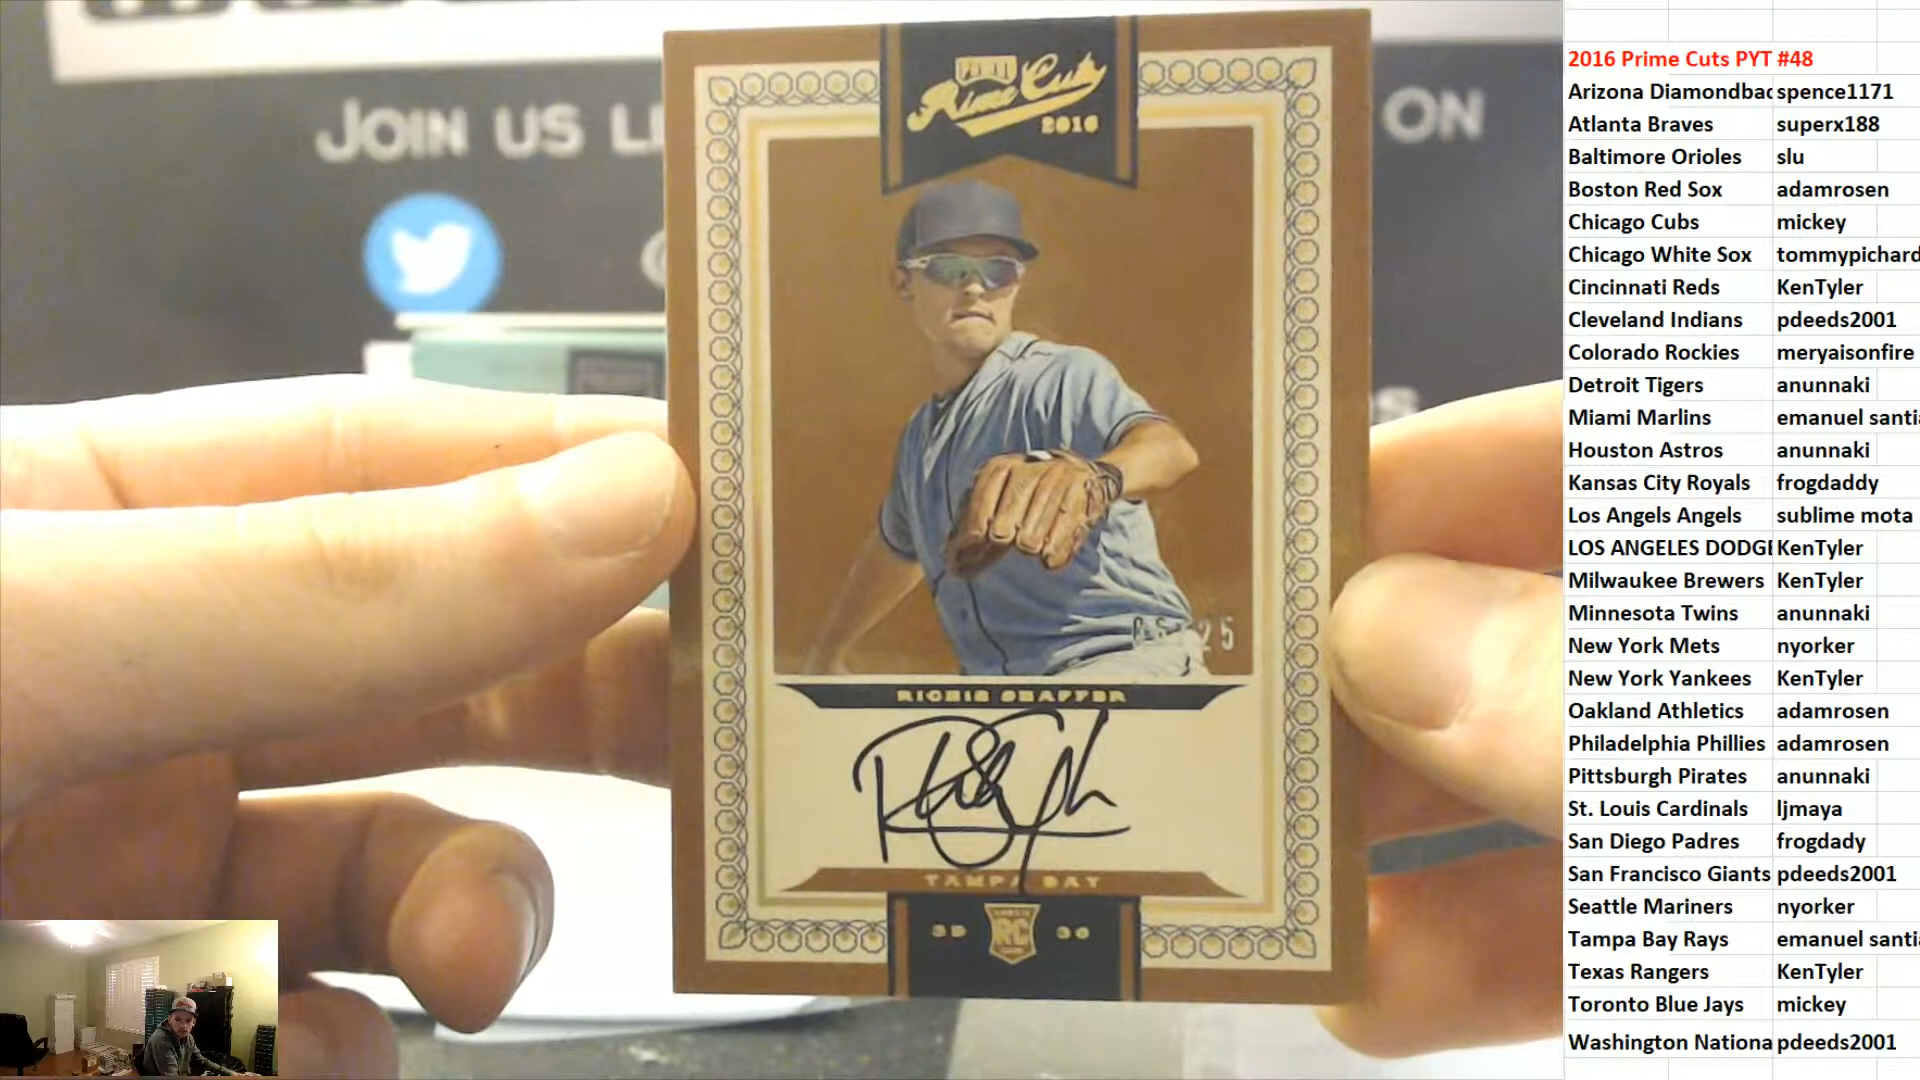 JOIN US LI
ON
PANINI
Prime Cuts
2016
25
RICHIE SHAFFER
TAMPA BAY
RC
2016 Prime Cuts PYT #48
Arizona Diamondbac spence1171
Atlanta Braves superx188
Baltimore Orioles slu
Boston Red Sox adamrosen
Chicago Cubs mickey
Chicago White Sox tommypichard
Cincinnati Reds KenTyler
Cleveland Indians pdeeds2001
Colorado Rockies meryaisonfire
Detroit Tigers anunnaki
Miami Marlins emanuel santi
Houston Astros anunnaki
Kansas City Royals frogdaddy
Los Angels Angels sublime mota
LOS ANGELES DODGE KenTyler
Milwaukee Brewers KenTyler
Minnesota Twins anunnaki
New York Mets nyorker
New York Yankees KenTyler
Oakland Athletics adamrosen
Philadelphia Phillies adamrosen
Pittsburgh Pirates anunnaki
St. Louis Cardinals ljmaya
San Diego Padres frogdady
San Francisco Giants pdeeds2001
Seattle Mariners nyorker
Tampa Bay Rays emanuel santi
Texas Rangers KenTyler
Toronto Blue Jays mickey
Washington Nationa pdeeds2001